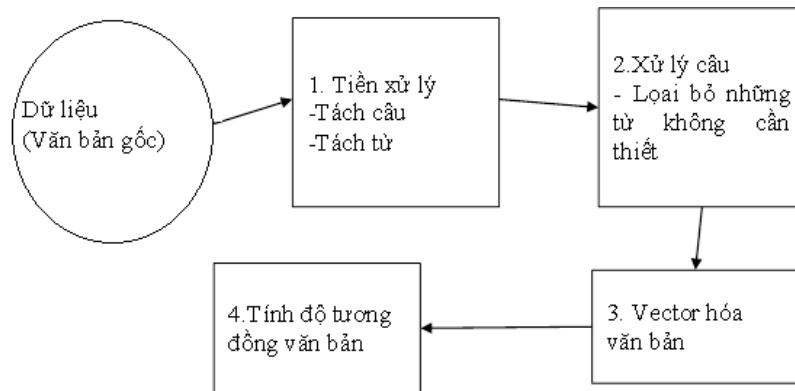 Dữ liệu
(Văn bản gốc)
1. Tiền xử lý
-Tách câu
-Tách từ
2.Xử lý câu
- Lọai bỏ những
từ không cần
thiết
3. Vector hóa
văn bản
4.Tính độ tương
đồng văn bản